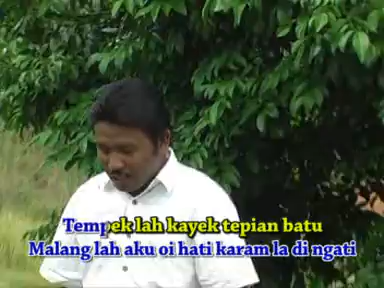 Tempek lah kayek tepian batu
Malang lah aku oi hati karam la di ngati